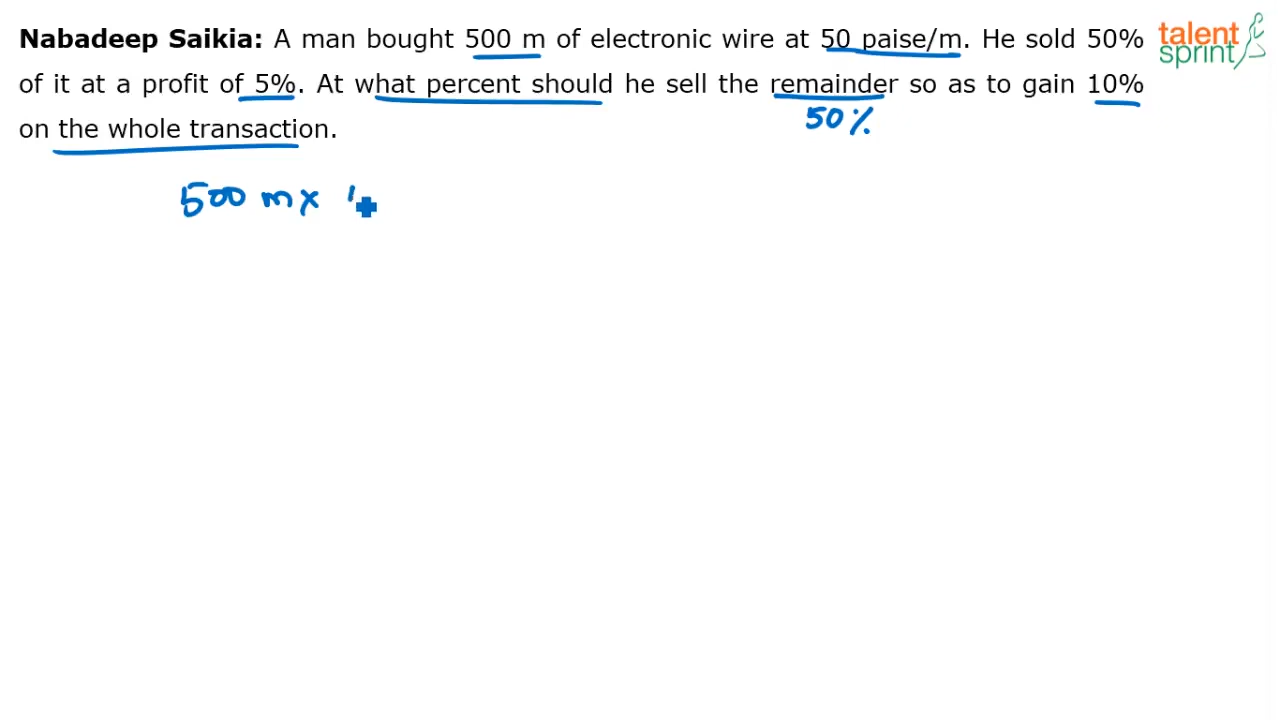 Nabadeep Saikia: A man bought 500 m of electronic wire at 50 paise/m. He sold 50%
talent
sprint
of it at a profit of 5%. At what percent should he sell the remainder so as to gain 10%
50%
on the whole transaction.
500 m x